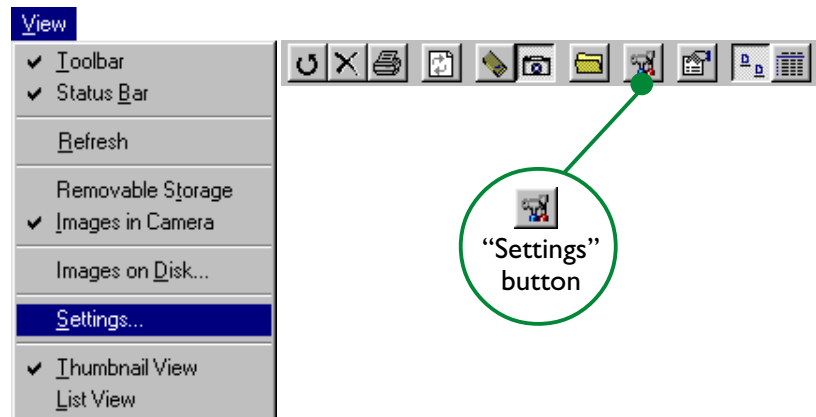 View
Toolbar
Status Bar
Refresh
Removable Storage
Images in Camera
Images on Disk...
Settings...
Thumbnail View
List View
“Settings”
button